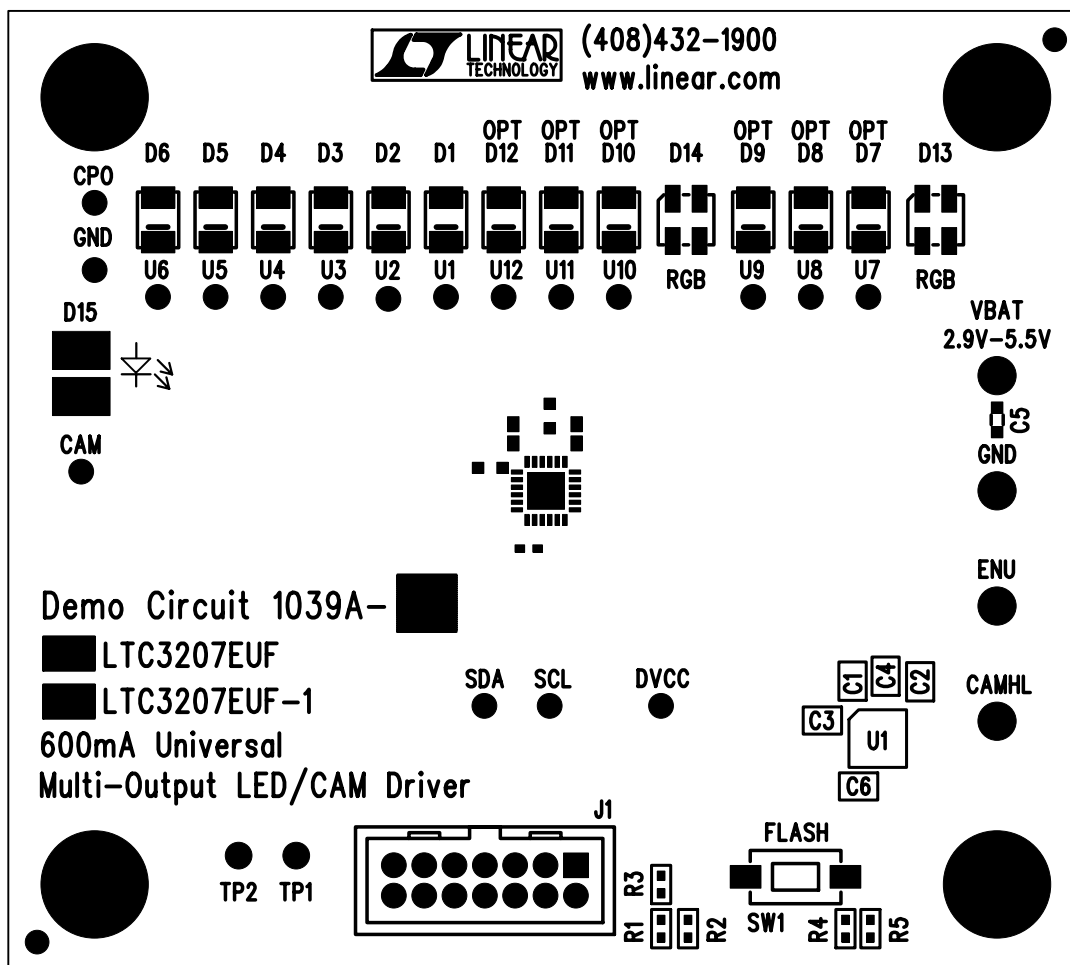 LINEAR
TECHNOLOGY
(408)432-1900
www.linear.com
OPT OPT OPT OPT OPT OPT
D6 D5 D4 D3 D2 D1 D12 D11 D10 D14 D9 D8 D7 D13
CPO
GND
U6 U5 U4 U3 U2 U1 U12 U11 U10 RGB U9 U8 U7 RGB
D15
VBAT
2.9V-5.5V
C5
CAM
GND
ENU
Demo Circuit 1039A-
LTC3207EUF
LTC3207EUF-1
600mA Universal
Multi-Output LED/CAM Driver
SDA SCL DVCC
C1 C4 C2
CAMHL
C3
U1
C6
J1
FLASH
TP2 TP1
R3
R1 R2
SW1
R4 R5